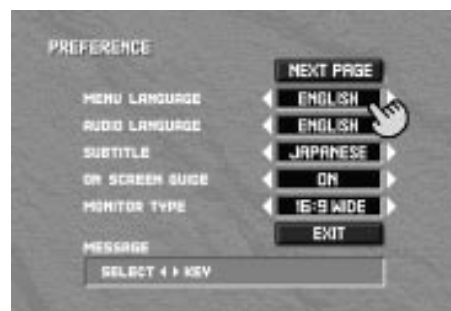 PREFERENCE
NEXT PAGE
MENU LANGUAGE ENGLISH
AUDIO LANGUAGE ENGLISH
SUBTITLE JAPANESE
ON SCREEN GUIDE ON
MONITOR TYPE 16:9 WIDE
EXIT
MESSAGE
SELECT ◀ ▶ KEY